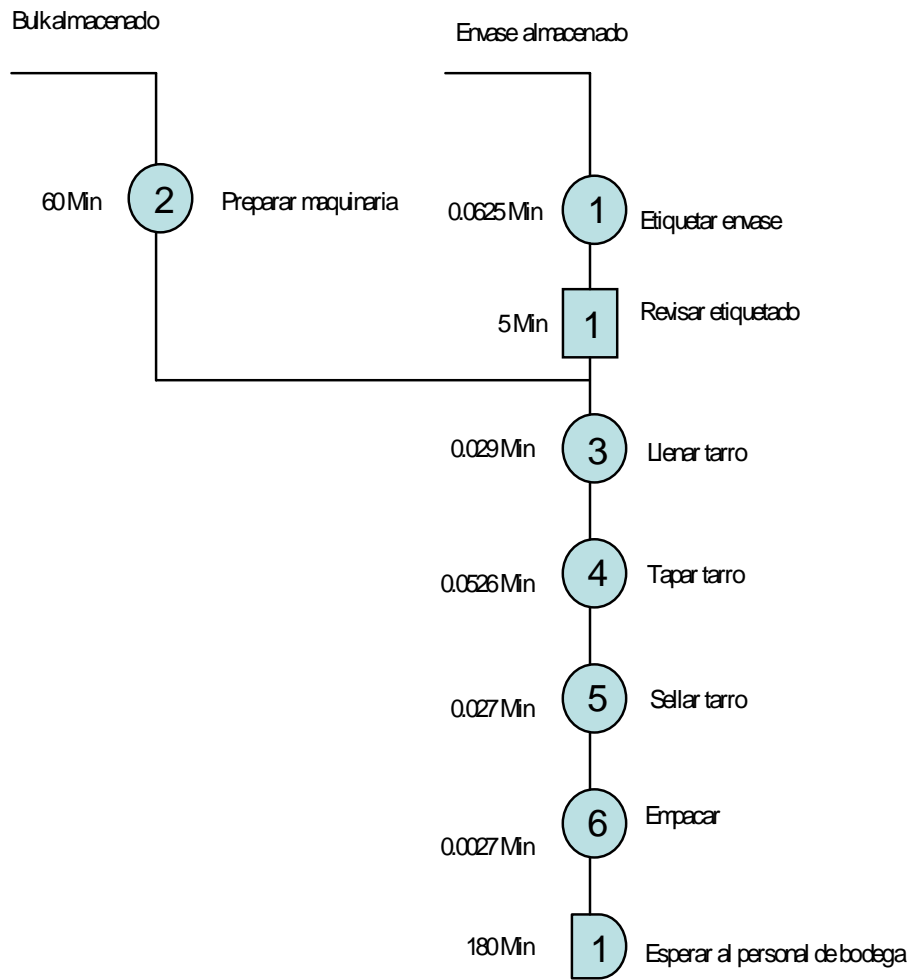 Bulk almacenado
Envase almacenado
60 Min
2
Preparar maquinaria
0.0625 Min
1
Etiquetar envase
5 Min
1
Revisar etiquetado
0.029 Min
3
Llenar tarro
0.0526 Min
4
Tapar tarro
0.027 Min
5
Sellar tarro
0.0027 Min
6
Empacar
180 Min
1
Esperar al personal de bodega